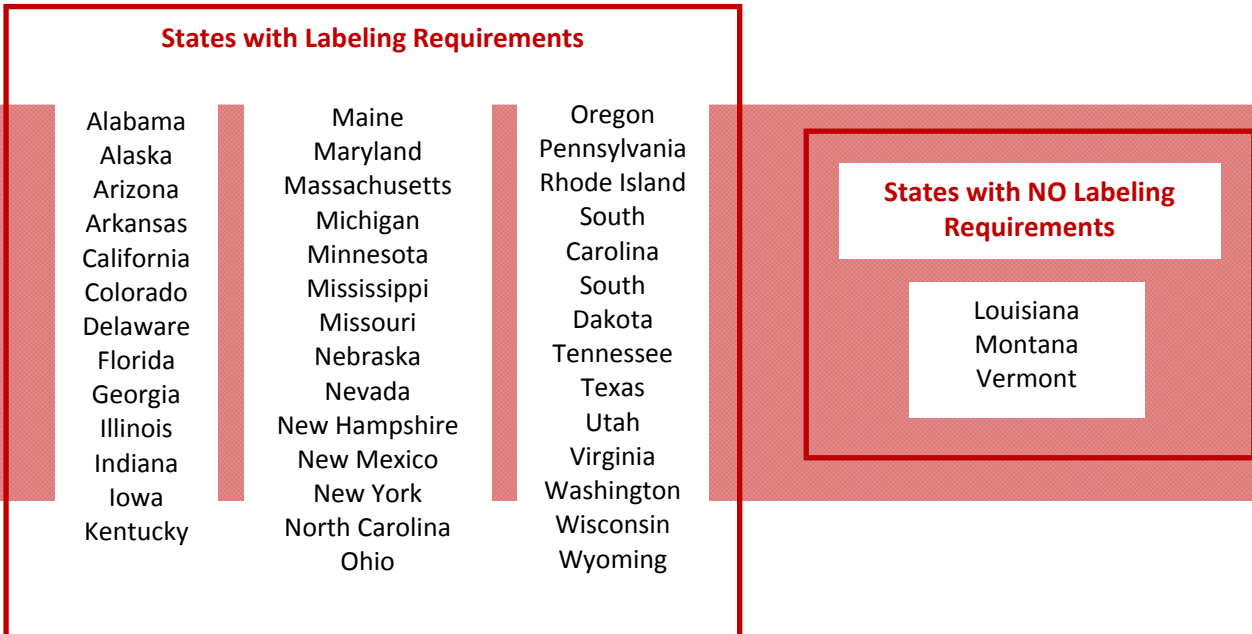 States with Labeling Requirements
Alabama
Alaska
Arizona
Arkansas
California
Colorado
Delaware
Florida
Georgia
Illinois
Indiana
Iowa
Kentucky
Maine
Maryland
Massachusetts
Michigan
Minnesota
Mississippi
Missouri
Nebraska
Nevada
New Hampshire
New Mexico
New York
North Carolina
Ohio
Oregon
Pennsylvania
Rhode Island
South
Carolina
South
Dakota
Tennessee
Texas
Utah
Virginia
Washington
Wisconsin
Wyoming
States with NO Labeling
Requirements
Louisiana
Montana
Vermont